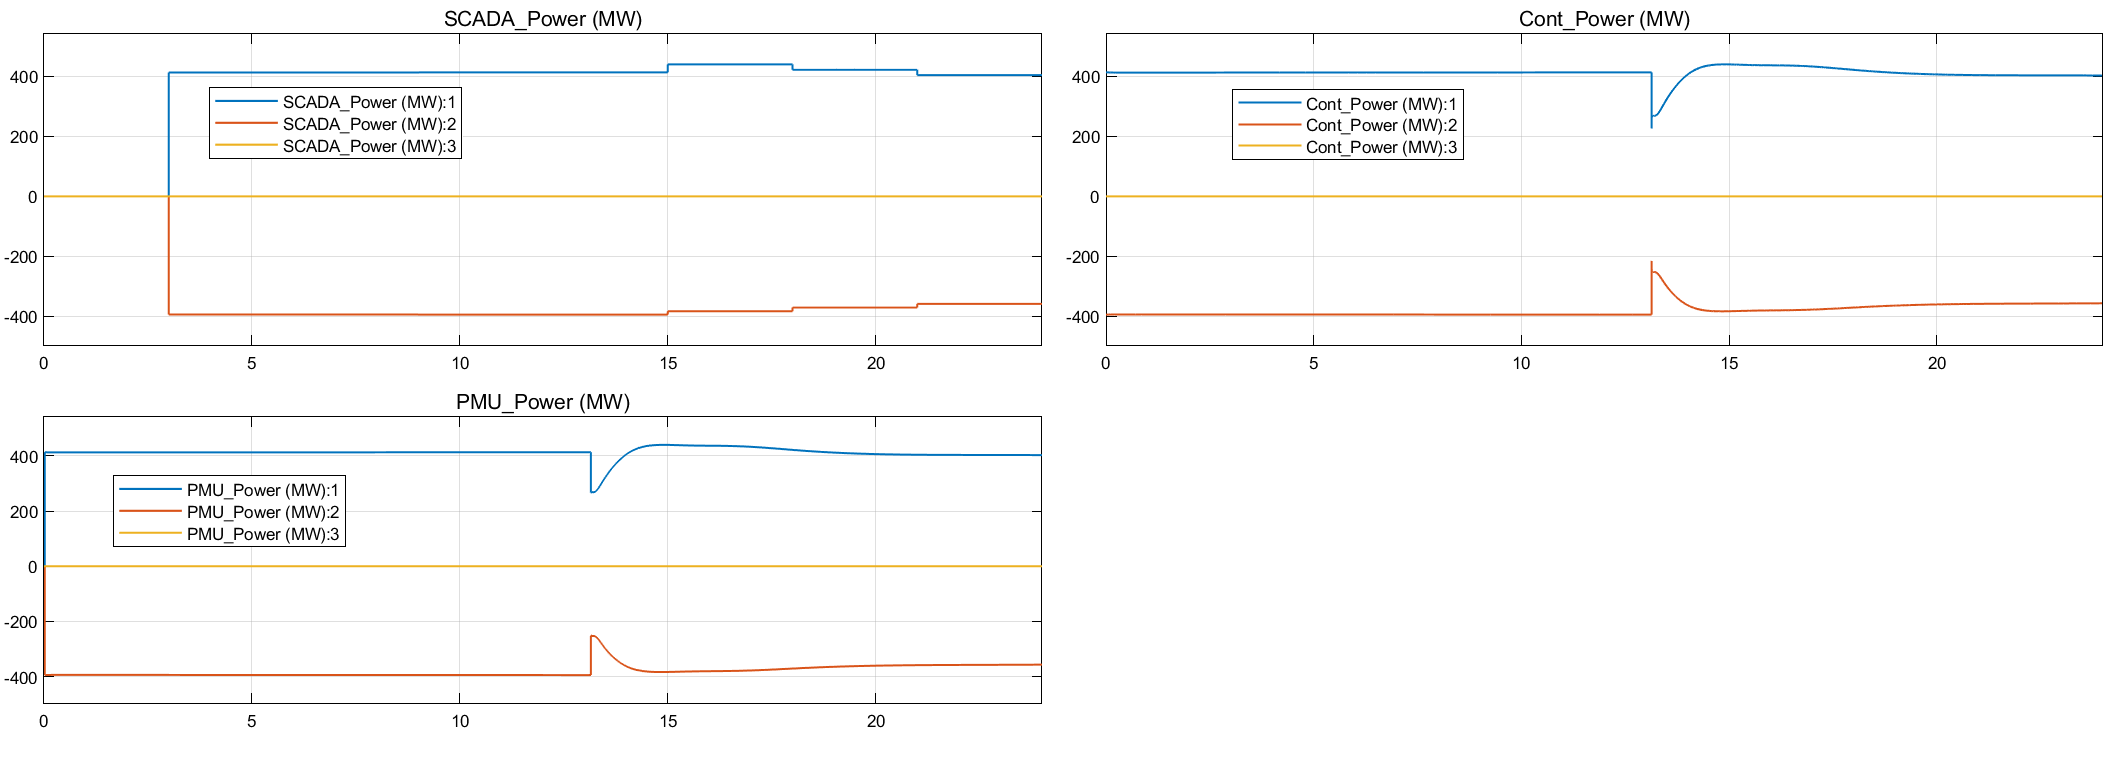 SCADA_Power (MW)
400
200
0
-200
-400
SCADA_Power (MW):1
SCADA_Power (MW):2
SCADA_Power (MW):3
0 5 10 15 20
Cont_Power (MW)
400
200
0
-200
-400
Cont_Power (MW):1
Cont_Power (MW):2
Cont_Power (MW):3
0 5 10 15 20
PMU_Power (MW)
400
200
0
-200
-400
PMU_Power (MW):1
PMU_Power (MW):2
PMU_Power (MW):3
0 5 10 15 20